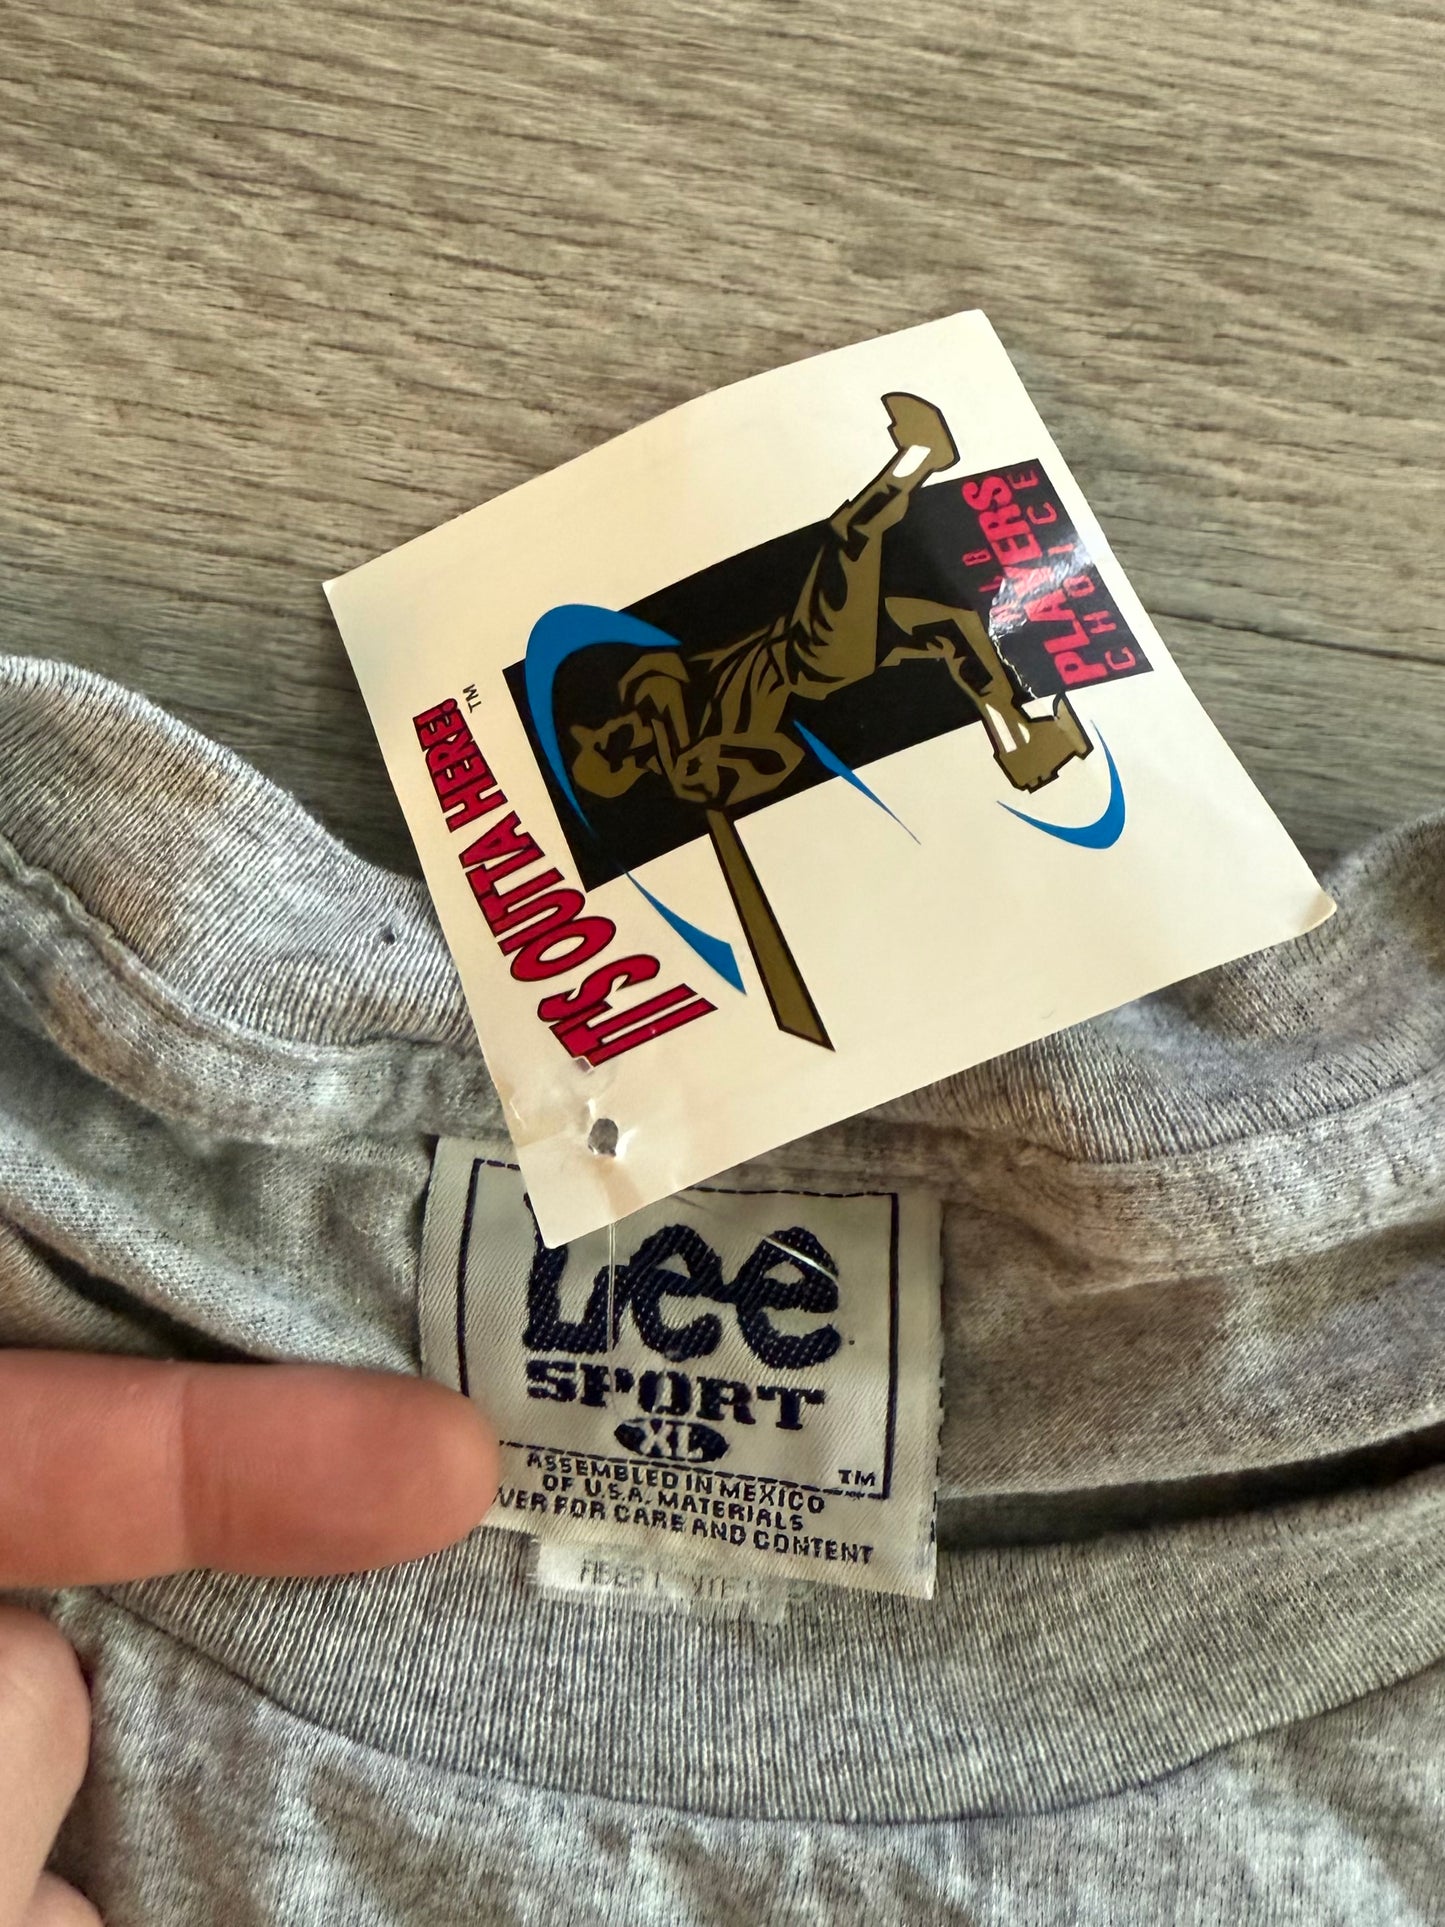 IT'S OUTTA HERE!™
MLB
PLAYERS
CHOICE
Lee
SPORT
XL
TM
ASSEMBLED IN MEXICO
OF U.S.A. MATERIALS
VER FOR CARE AND CONTENT